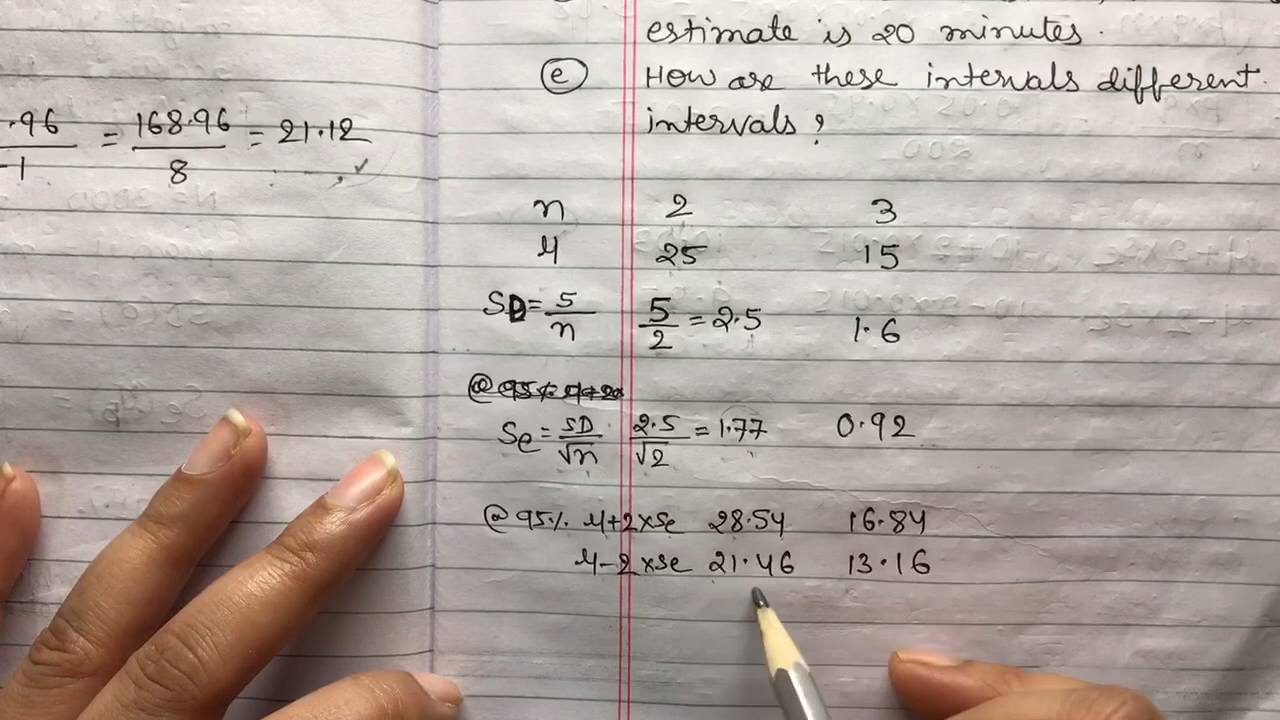 estimate is 20 minutes.
(e) How are these intervals different.
intervals?
.96/-1 = 168.96/8 = 21.12
n 2 3
μ 25 15
SD = 5/n 5/2 = 2.5 1.6
Se = SD/√n 2.5/√2 = 1.77 0.92
@95% μ+2×Se 28.54 16.84
μ-2×Se 21.46 13.16